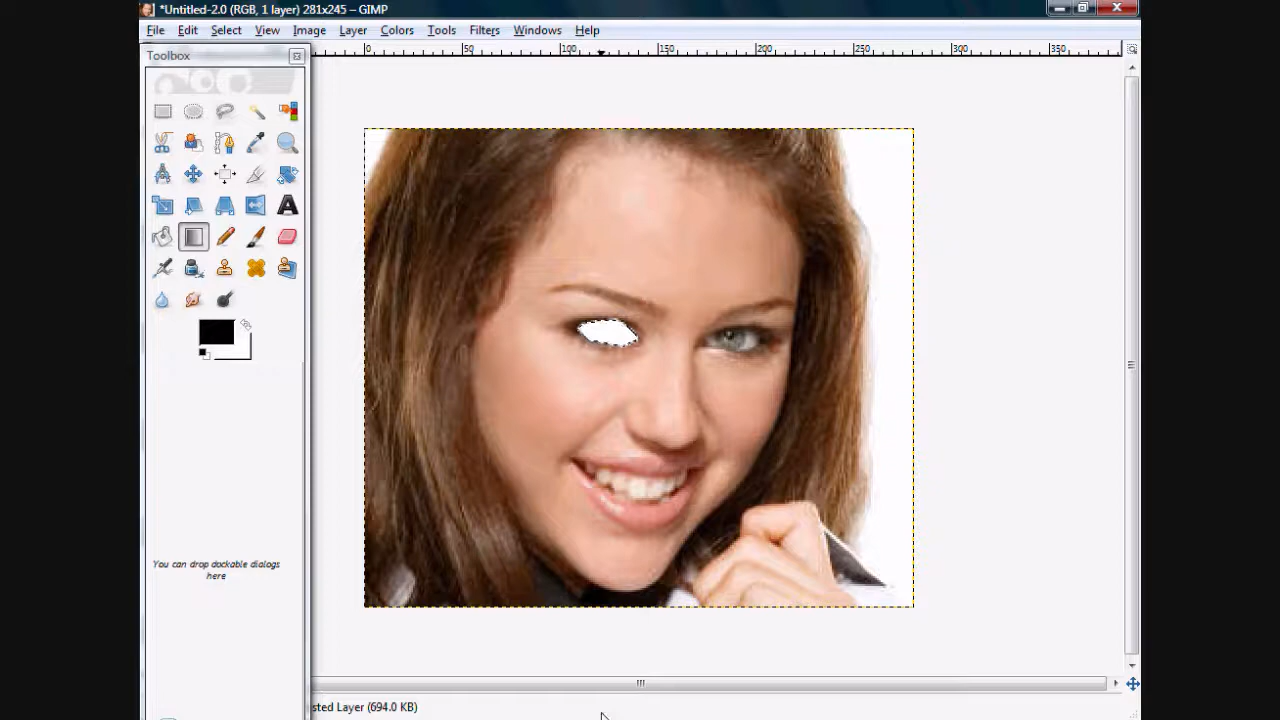 *Untitled-2.0 (RGB, 1 layer) 281x245 – GIMP
File Edit Select View Image Layer Colors Tools Filters Windows Help
Toolbox
0 50 100 150 200 250 300 350
You can drop dockable dialogs
here
sted Layer (694.0 KB)